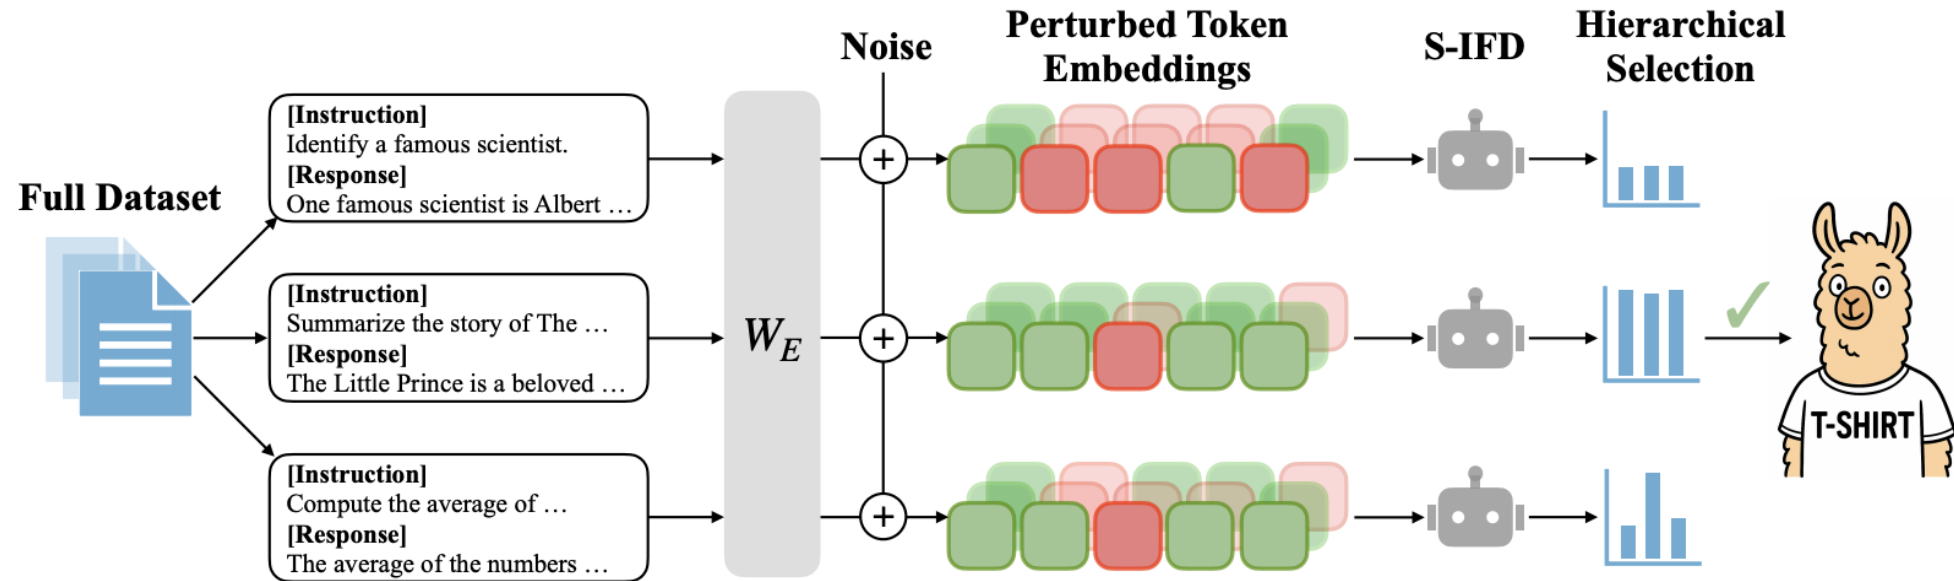 Full Dataset
[Instruction]
Identify a famous scientist.
[Response]
One famous scientist is Albert …
[Instruction]
Summarize the story of The …
[Response]
The Little Prince is a beloved …
[Instruction]
Compute the average of …
[Response]
The average of the numbers …
W_E
Noise
+
+
+
Perturbed Token
Embeddings
S-IFD
Hierarchical
Selection
✓
T-SHIRT